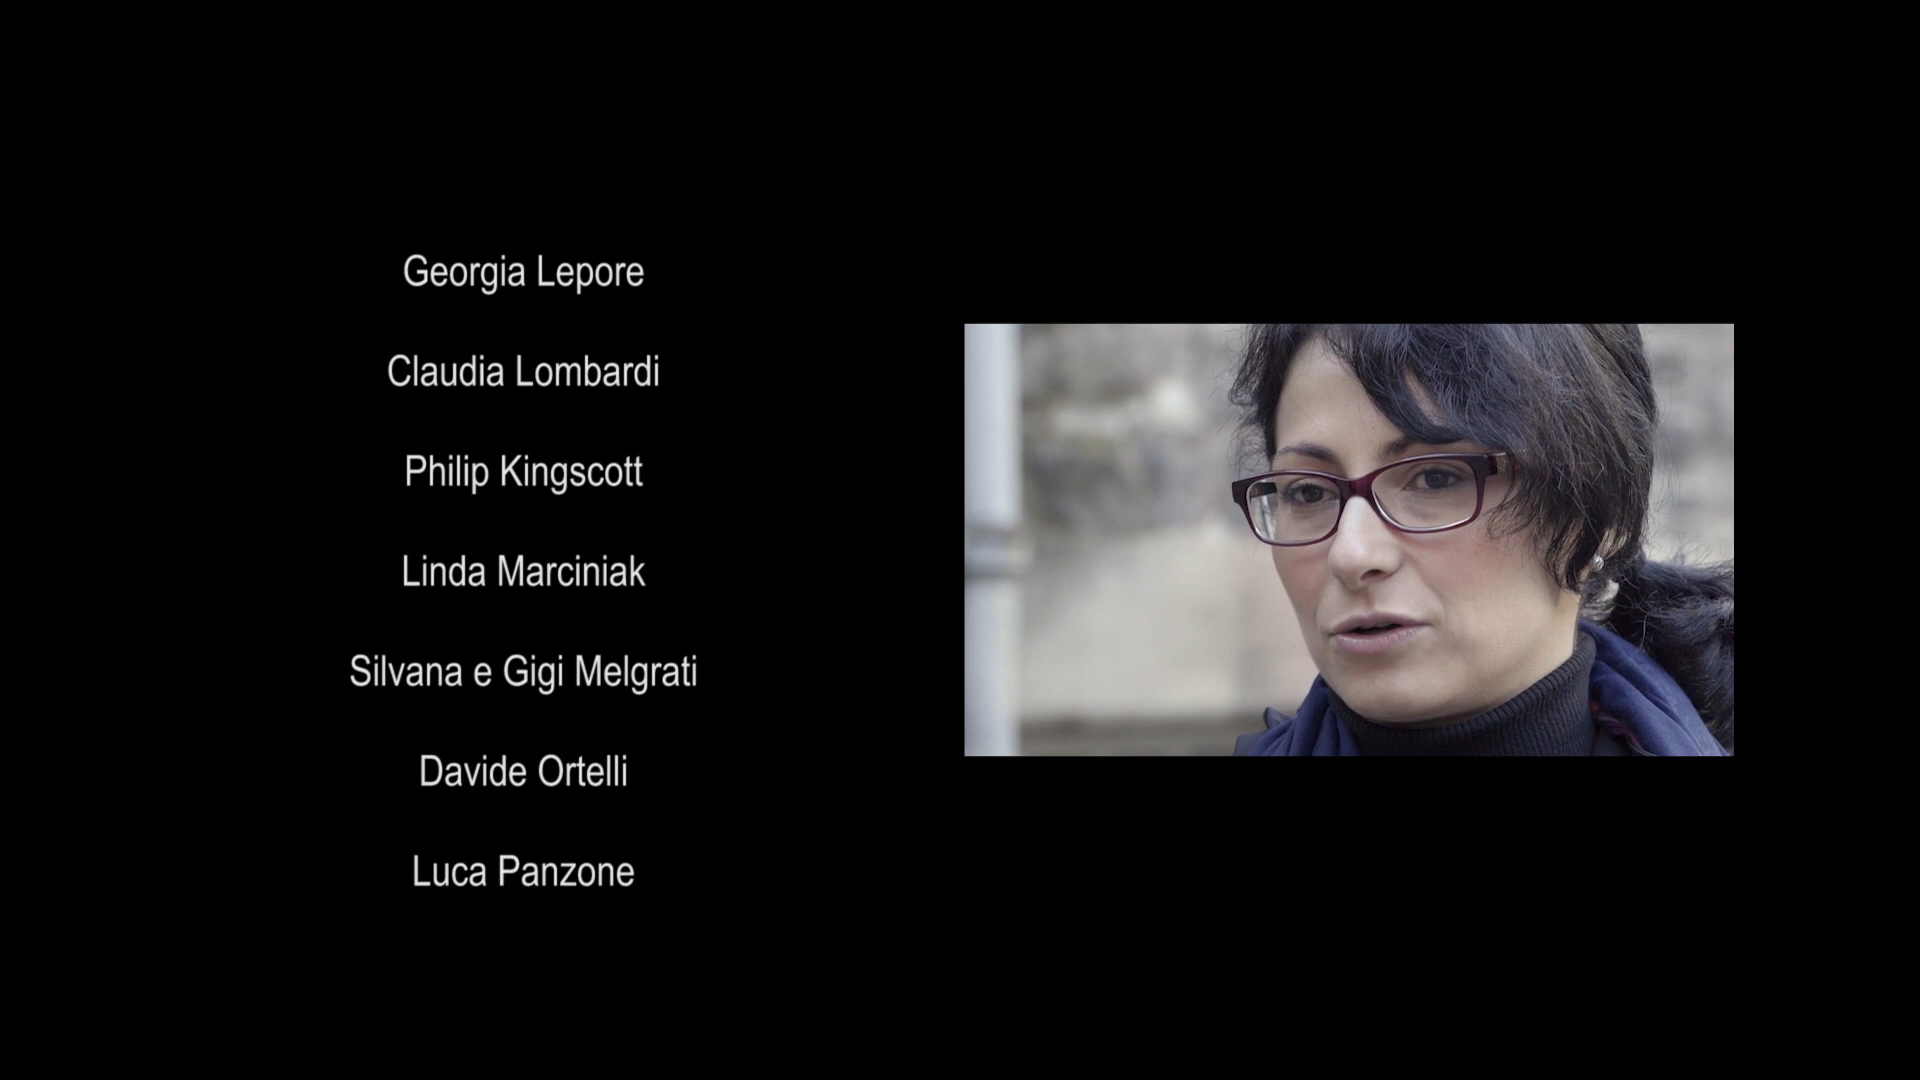 Georgia Lepore
Claudia Lombardi
Philip Kingscott
Linda Marciniak
Silvana e Gigi Melgrati
Davide Ortelli
Luca Panzone